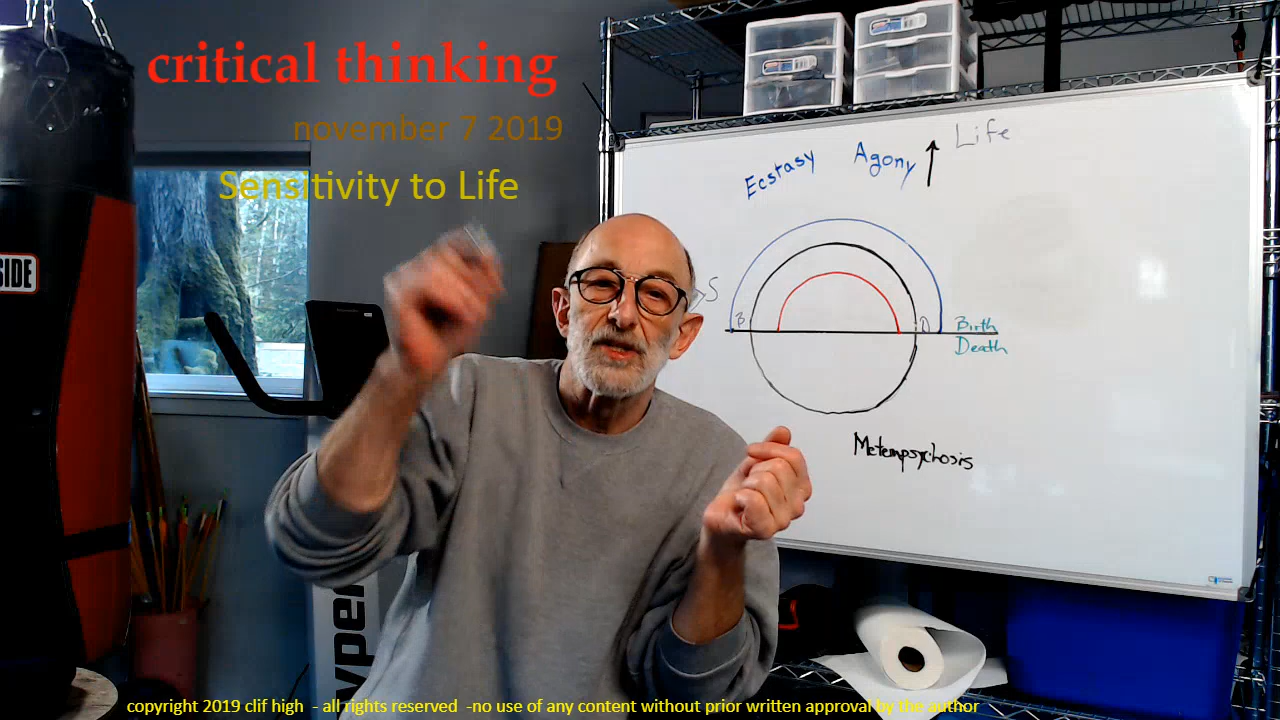 critical thinking
november 7 2019
Sensitivity to Life
Ecstasy Agony Life
SIDE
S
B D Birth
Death
Metempsychosis
yper
copyright 2019 clif high - all rights reserved -no use of any content without prior written approval by the author